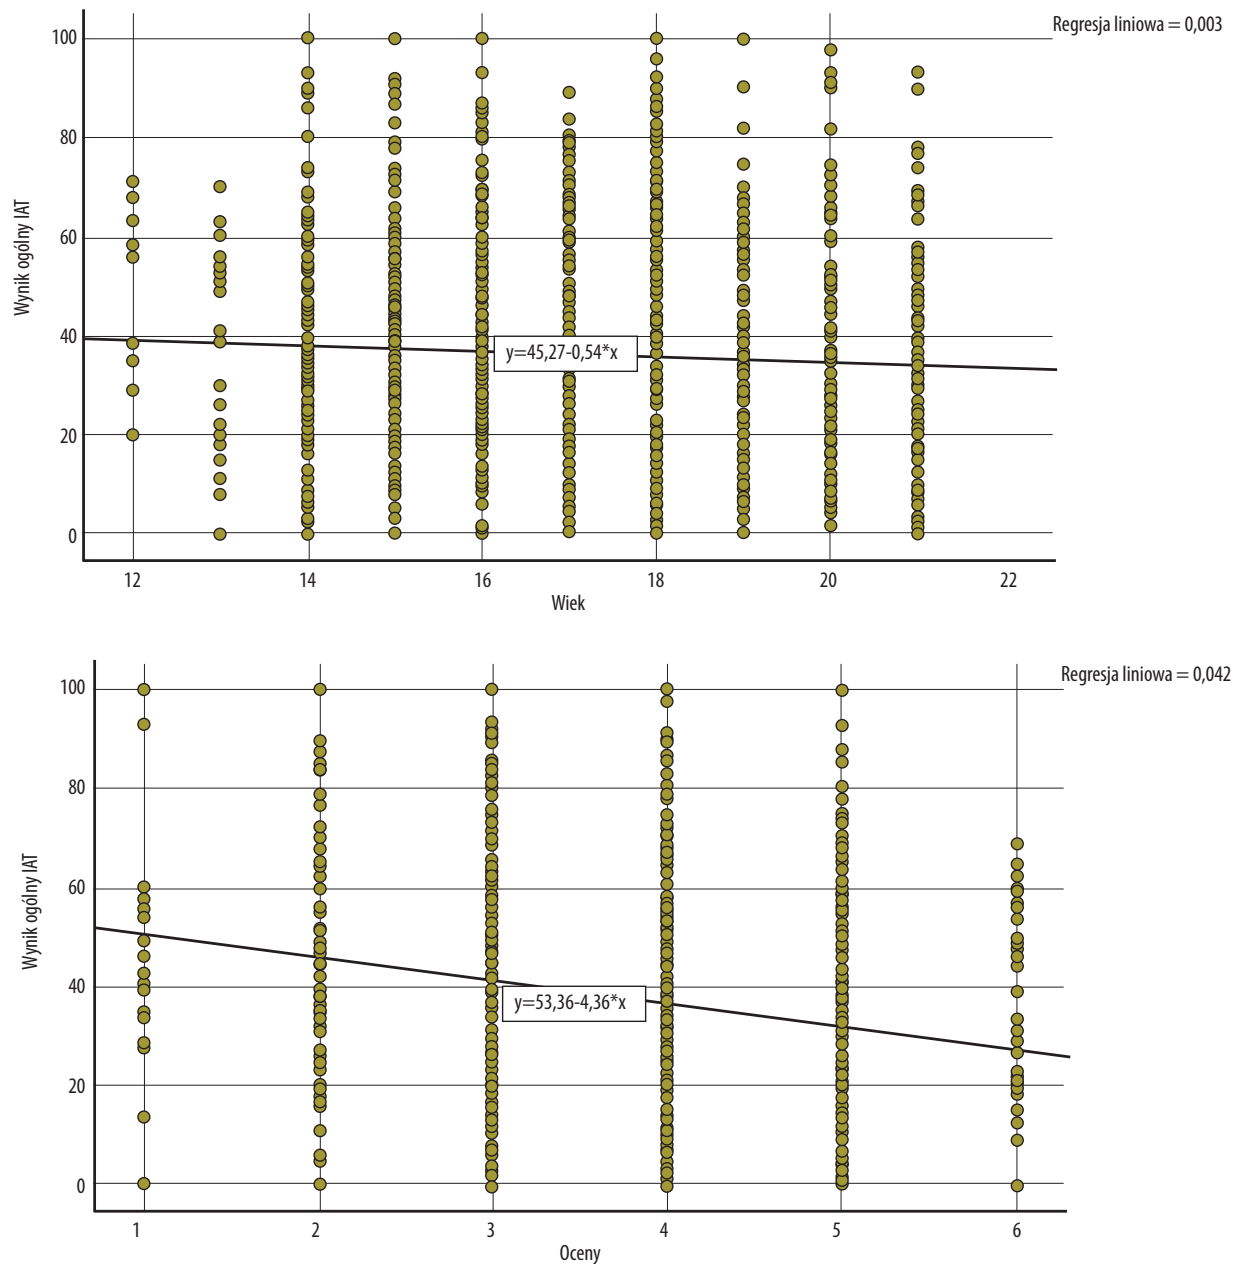 Regresja liniowa = 0,003
100
80
60
40
20
0
Wynik ogólny IAT
y=45,27-0,54*x
12 14 16 18 20 22
Wiek
Regresja liniowa = 0,042
100
80
60
40
20
0
Wynik ogólny IAT
y=53,36-4,36*x
1 2 3 4 5 6
Oceny